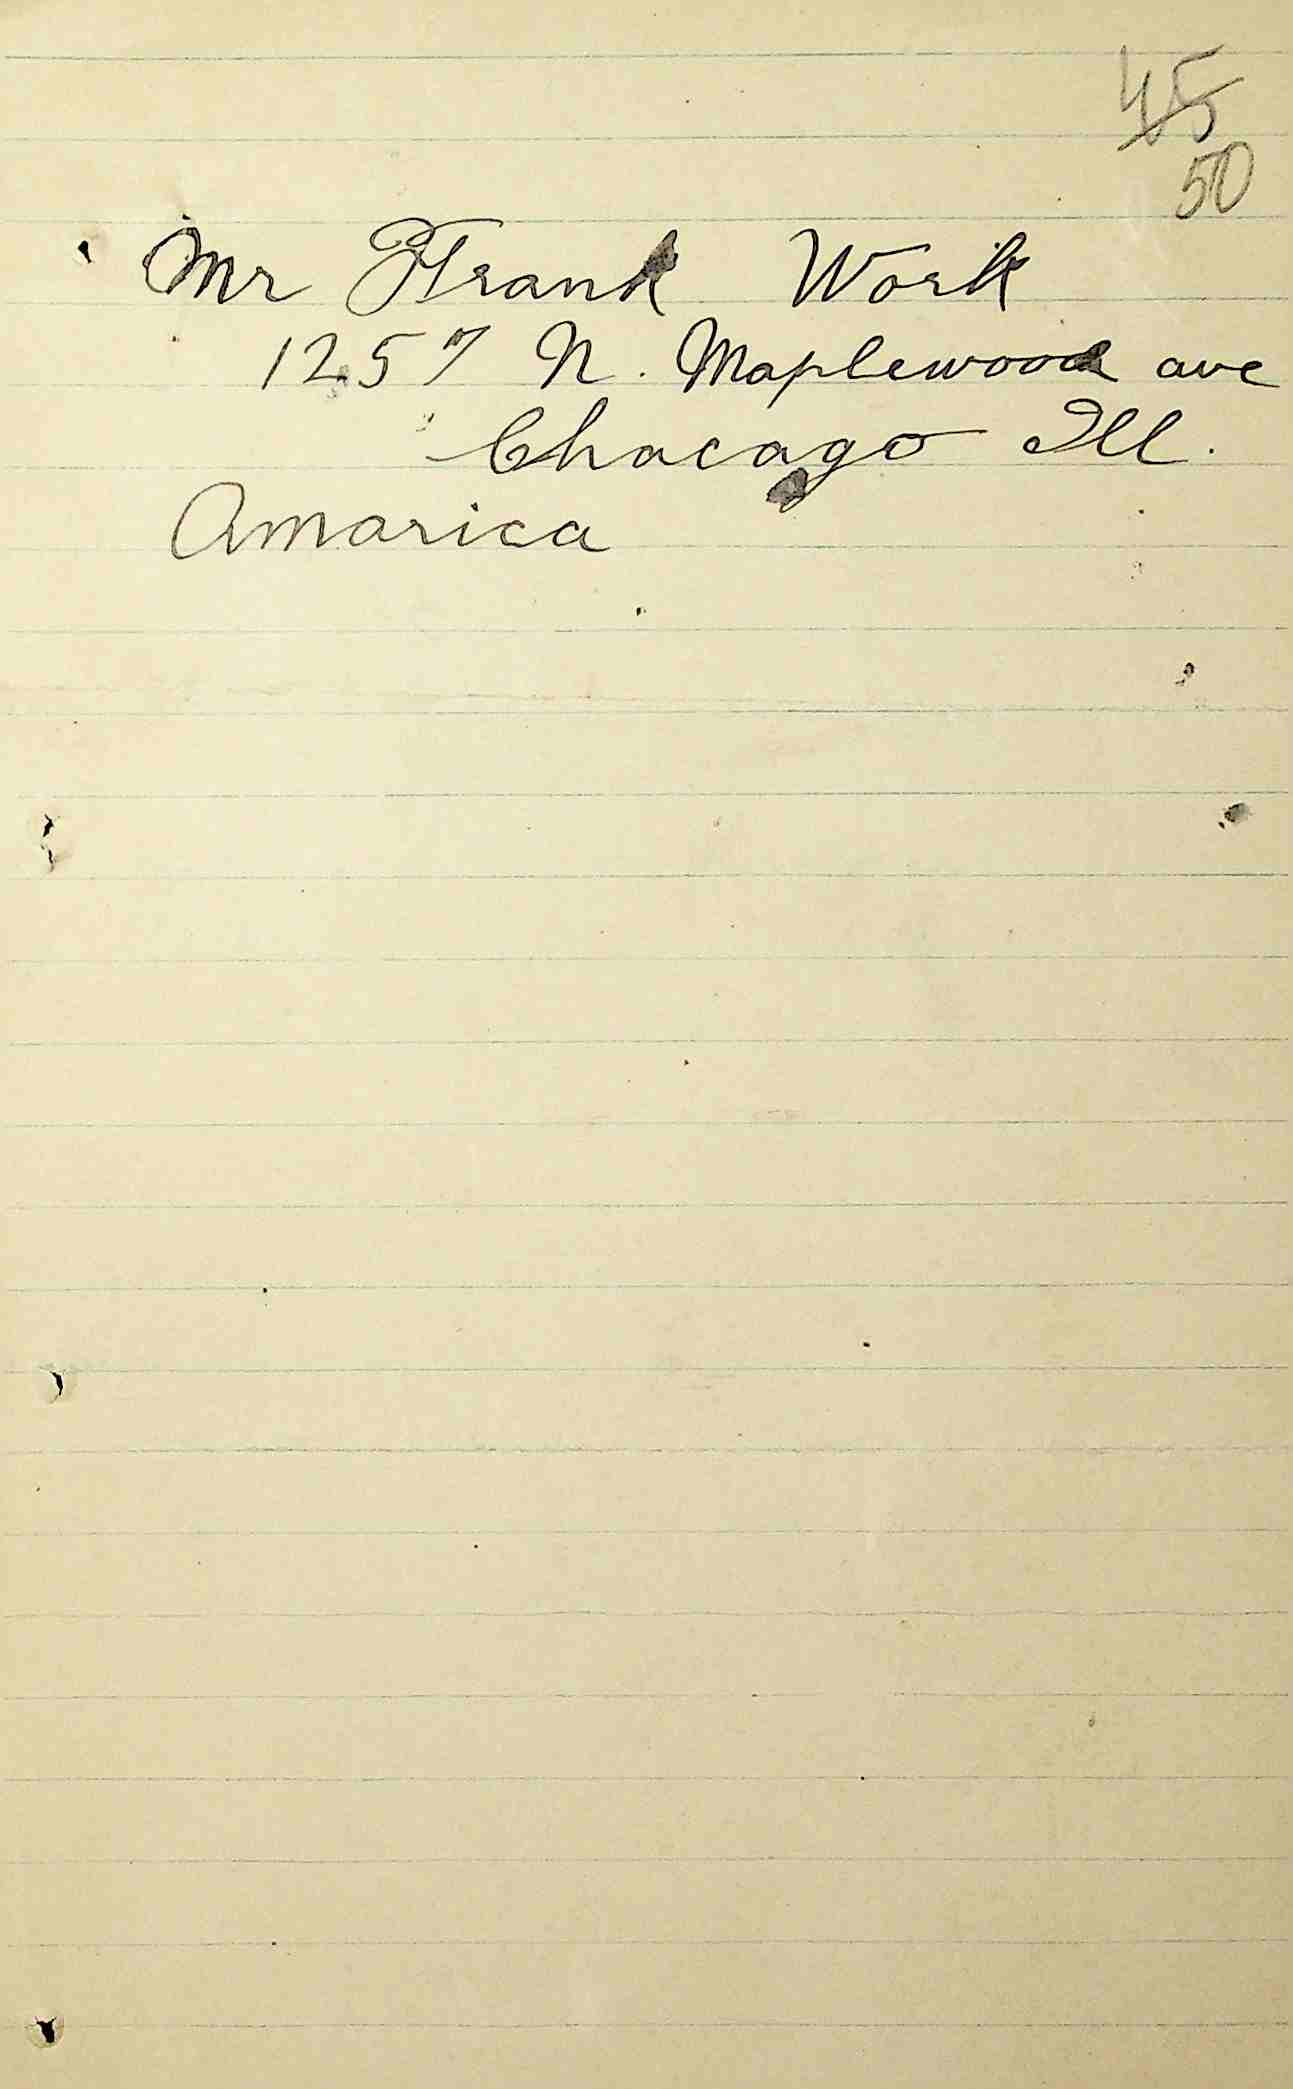 45
50
Mr Frank Work
1257 N. Maplewood ave
Chacago Ill.
Amarica